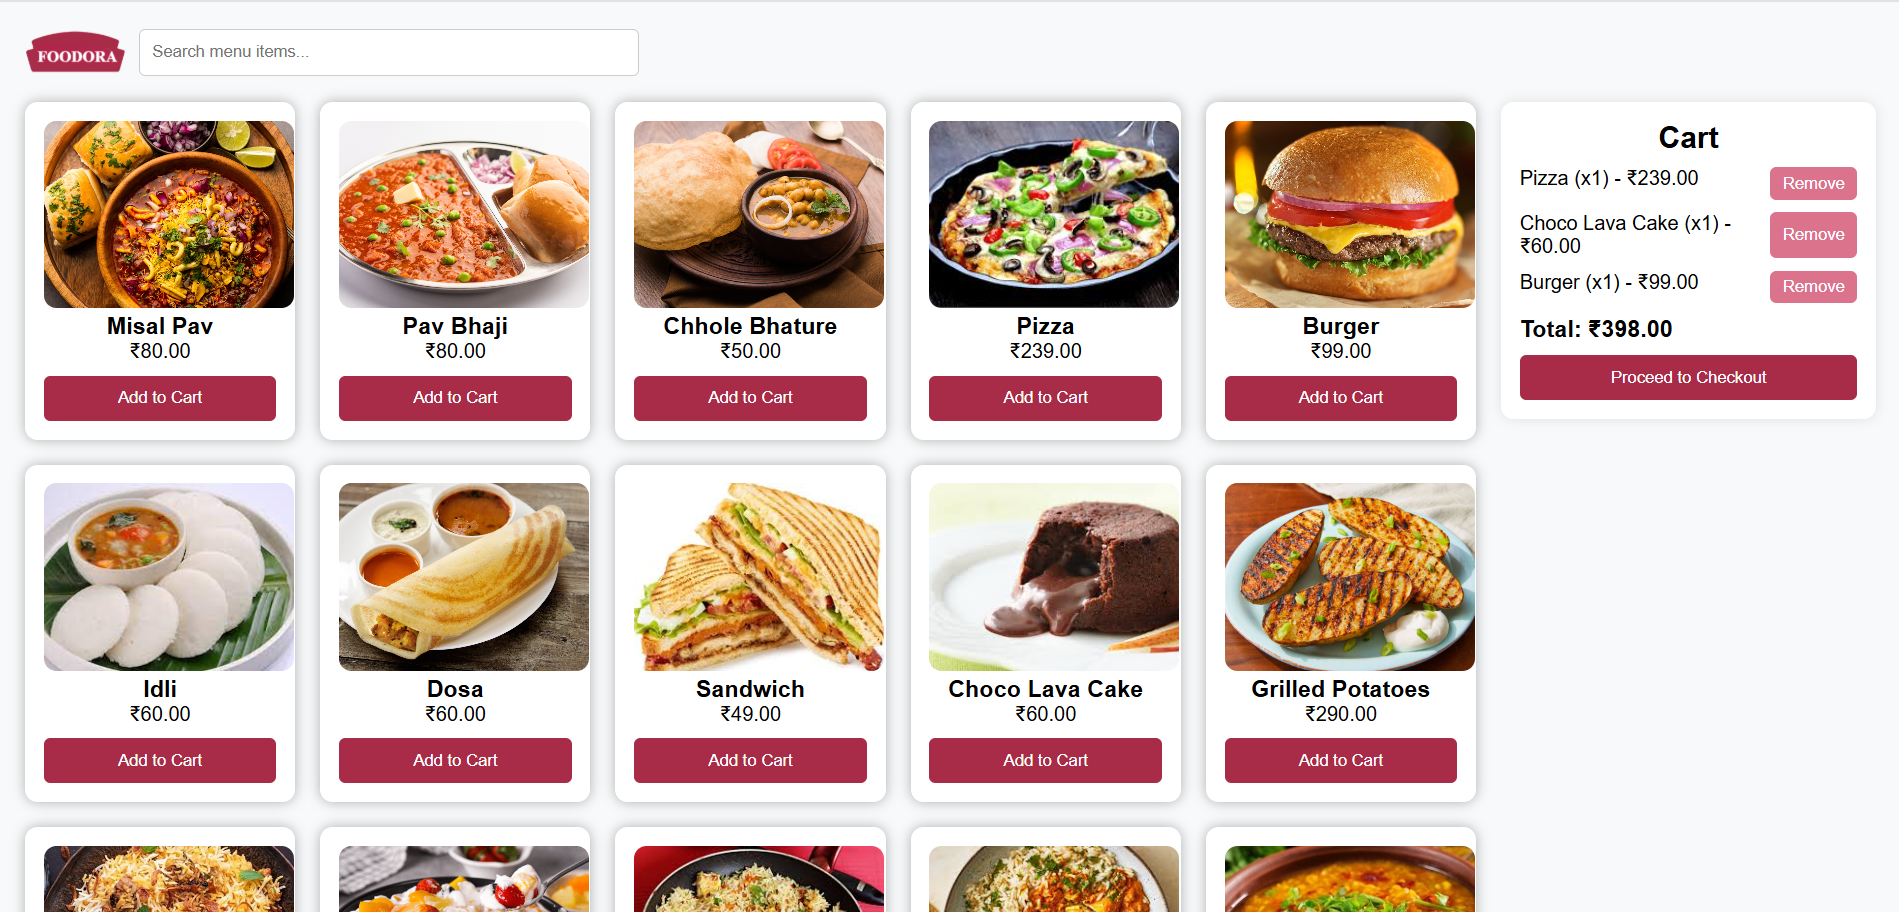 FOODORA
Search menu items...
Misal Pav
₹80.00
Add to Cart
Pav Bhaji
₹80.00
Add to Cart
Chhole Bhature
₹50.00
Add to Cart
Pizza
₹239.00
Add to Cart
Burger
₹99.00
Add to Cart
Cart
Pizza (x1) - ₹239.00
Remove
Choco Lava Cake (x1) -
₹60.00
Remove
Burger (x1) - ₹99.00
Remove
Total: ₹398.00
Proceed to Checkout
Idli
₹60.00
Add to Cart
Dosa
₹60.00
Add to Cart
Sandwich
₹49.00
Add to Cart
Choco Lava Cake
₹60.00
Add to Cart
Grilled Potatoes
₹290.00
Add to Cart